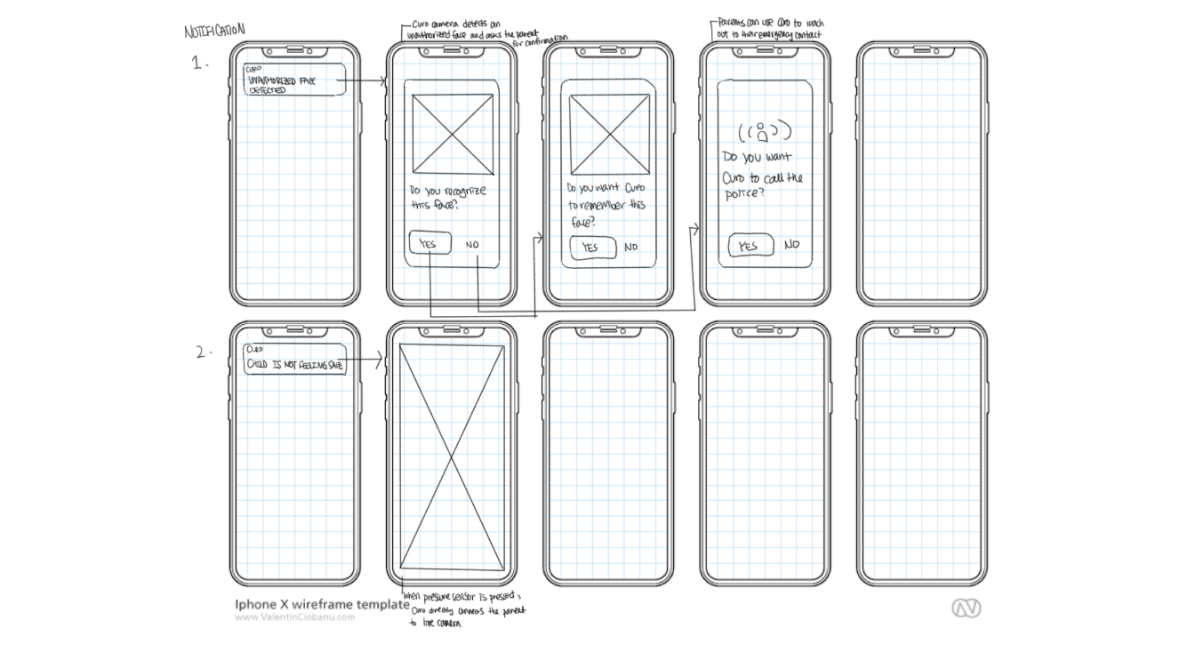 NOTIFICATION
1.
Curo camera detects an
unauthorized face and asks the parent
for confirmation
Parents can use Curo to reach
out to their emergency contact
CURO
UNAUTHORIZED FACE
DETECTED
Do you recognize
this face?
YES NO
Do you want Curo
to remember this
face?
YES NO
Do you want
Curo to call the
police?
YES NO
2.
CURO
CHILD IS NOT FEELING SAFE
When pressure sensor is pressed,
Curo directly connects the parent
to live camera
Iphone X wireframe template
www.ValentinCiobanu.com